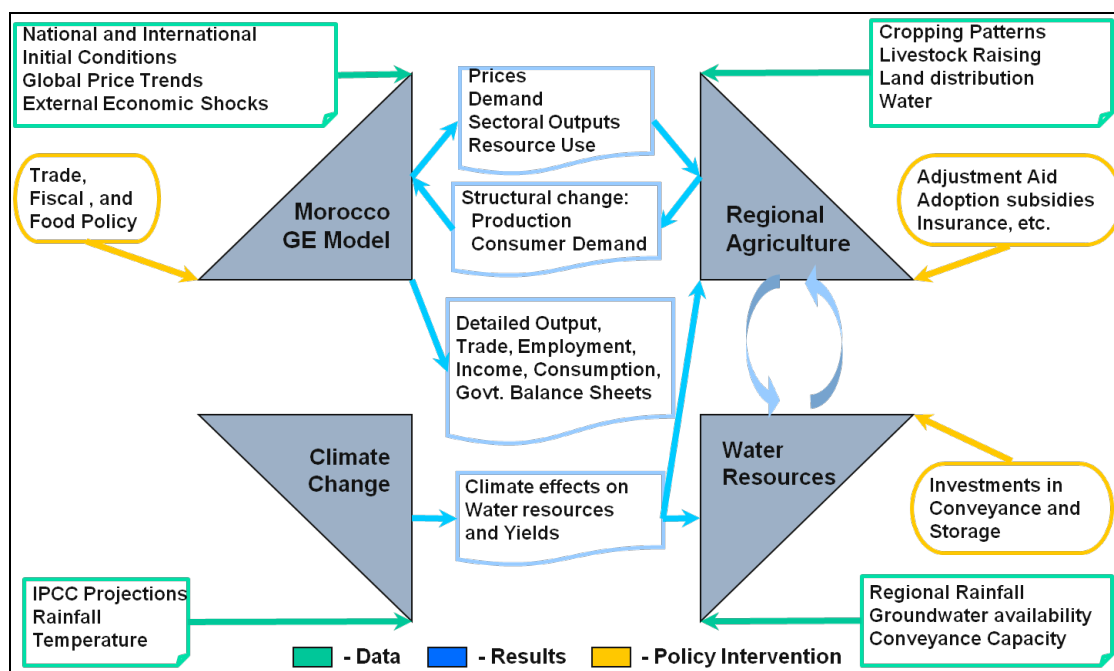 National and International
Initial Conditions
Global Price Trends
External Economic Shocks
Prices
Demand
Sectoral Outputs
Resource Use
Cropping Patterns
Livestock Raising
Land distribution
Water
Trade,
Fiscal , and
Food Policy
Morocco
GE Model
Structural change:
Production
Consumer Demand
Regional
Agriculture
Adjustment Aid
Adoption subsidies
Insurance, etc.
Detailed Output,
Trade, Employment,
Income, Consumption,
Govt. Balance Sheets
Climate
Change
Climate effects on
Water resources
and Yields
Water
Resources
Investments in
Conveyance and
Storage
IPCC Projections
Rainfall
Temperature
Regional Rainfall
Groundwater availability
Conveyance Capacity
- Data - Results - Policy Intervention